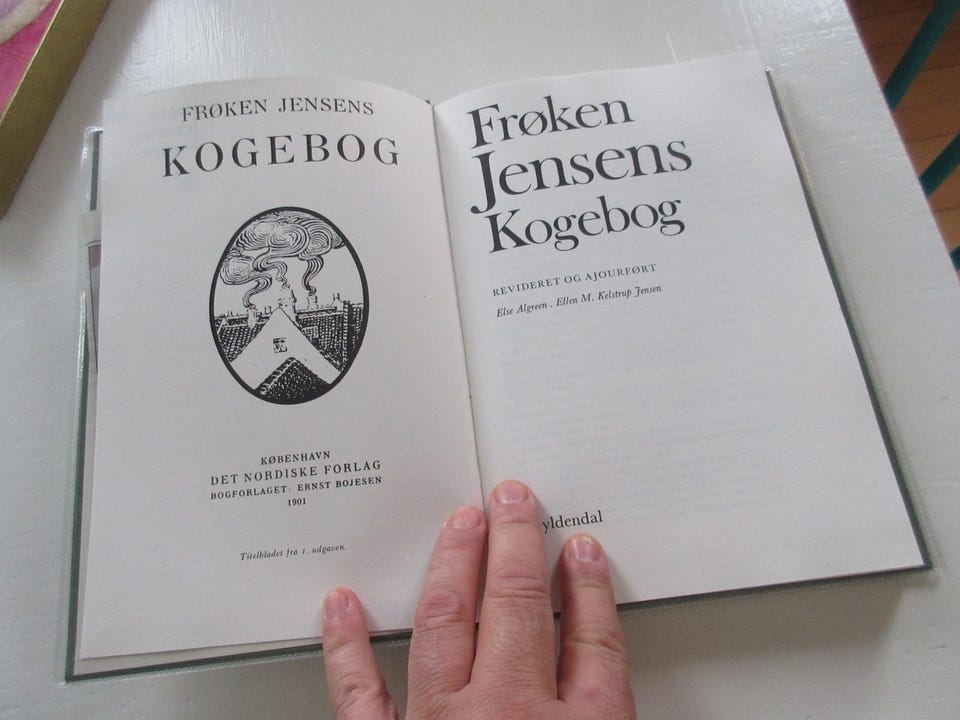 FRØKEN JENSENS
KOGEBOG
KØBENHAVN
DET NORDISKE FORLAG
BOGFORLAGET: ERNST BOJESEN
1901
Titelbladet fra 1. udgaven.
Frøken
Jensens
Kogebog
REVIDERET OG AJOURFØRT
Else Algreen . Ellen M. Kelstrup Jensen
yldendal